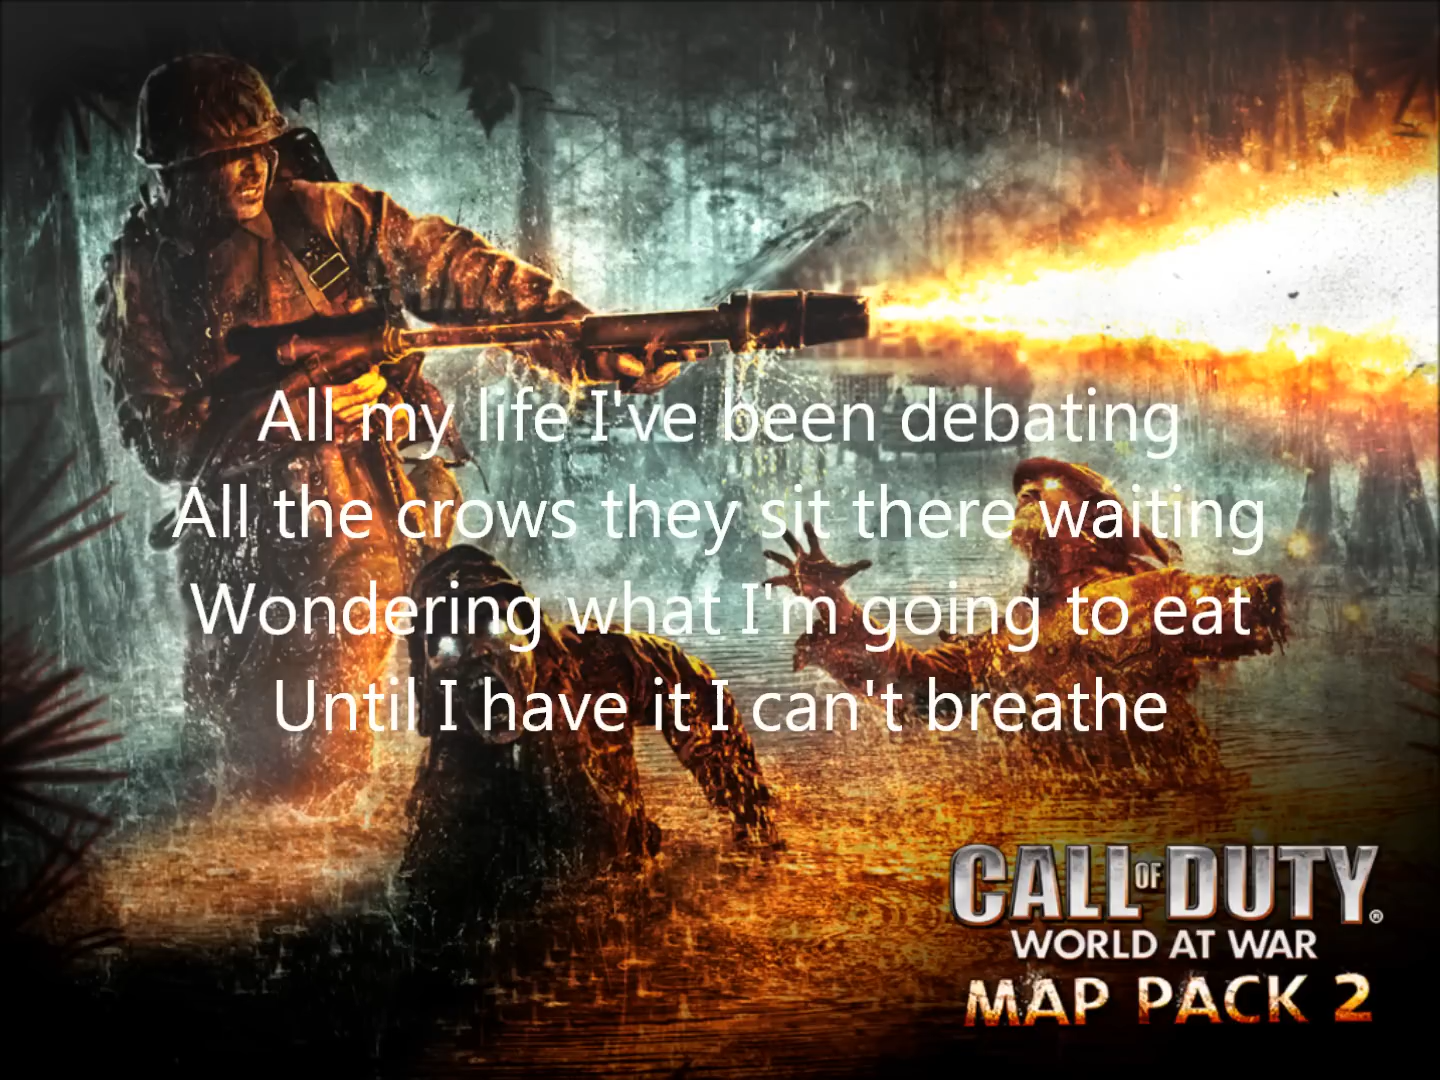 All my life I've been debating
All the crows they sit there waiting
Wondering what I'm going to eat
Until I have it I can't breathe
CALL OF DUTY®
WORLD AT WAR
MAP PACK 2